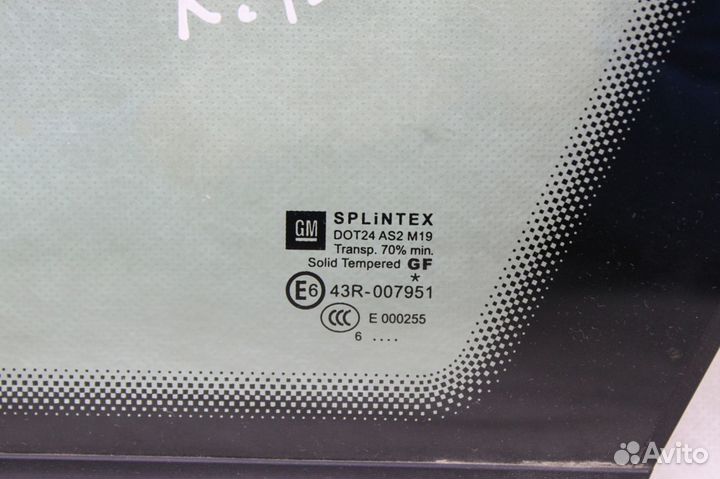 GM SPLiNTEX
DOT24 AS2 M19
Transp. 70% min.
Solid Tempered GF
*
E6 43R-007951
CCC E 000255
6 ....
Avito